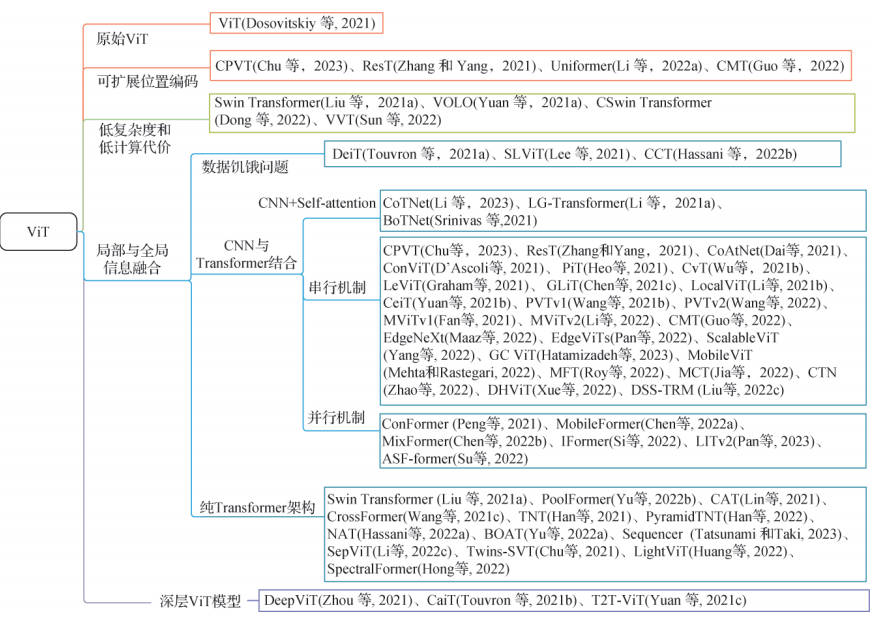 ViT
原始ViT
ViT(Dosovitskiy 等, 2021)
可扩展位置编码
CPVT(Chu 等，2023)、ResT(Zhang 和 Yang，2021)、Uniformer(Li 等，2022a)、CMT(Guo 等，2022)
低复杂度和
低计算代价
Swin Transformer(Liu 等，2021a)、VOLO(Yuan 等，2021a)、CSwin Transformer
(Dong 等, 2022)、VVT(Sun 等，2022)
局部与全局
信息融合
数据饥饿问题
DeiT(Touvron 等，2021a)、SLViT(Lee 等, 2021)、CCT(Hassani 等，2022b)
CNN与
Transformer结合
CNN+Self-attention
CoTNet(Li 等，2023)、LG-Transformer(Li 等，2021a)、
BoTNet(Srinivas 等,2021)
串行机制
CPVT(Chu等，2023)、ResT(Zhang和Yang，2021)、CoAtNet(Dai等, 2021)、
ConViT(D’Ascoli等, 2021)、 PiT(Heo等, 2021)、CvT(Wu等，2021b)、
LeViT(Graham等, 2021)、 GLiT(Chen等, 2021c)、LocalViT(Li等, 2021b)、
CeiT(Yuan等, 2021b)、PVTv1(Wang等, 2021b)、PVTv2(Wang等, 2022)、
MViTv1(Fan等, 2021)、MViTv2(Li等, 2022)、CMT(Guo等, 2022)、
EdgeNeXt(Maaz等, 2022)、EdgeViTs(Pan等, 2022)、ScalableViT
(Yang等, 2022)、GC ViT(Hatamizadeh等, 2023)、MobileViT
(Mehta和Rastegari, 2022)、MFT(Roy等, 2022)、MCT(Jia等，2022)、CTN
(Zhao等, 2022)、DHViT(Xue等, 2022)、DSS-TRM (Liu等, 2022c)
并行机制
ConFormer (Peng等, 2021)、MobileFormer(Chen等, 2022a)、
MixFormer(Chen等, 2022b)、IFormer(Si等, 2022)、LITv2(Pan等, 2023)、
ASF-former(Su等, 2022)
纯Transformer架构
Swin Transformer (Liu 等, 2021a)、PoolFormer(Yu等, 2022b)、CAT(Lin等, 2021)、
CrossFormer(Wang等, 2021c)、TNT(Han等, 2021)、PyramidTNT(Han等, 2022)、
NAT(Hassani等, 2022a)、BOAT(Yu等, 2022a)、Sequencer (Tatsunami 和Taki, 2023)、
SepViT(Li等, 2022c)、Twins-SVT(Chu等, 2021)、LightViT(Huang等, 2022)、
SpectralFormer(Hong等, 2022)
深层ViT模型
DeepViT(Zhou 等, 2021)、CaiT(Touvron 等, 2021b)、T2T-ViT(Yuan 等, 2021c)